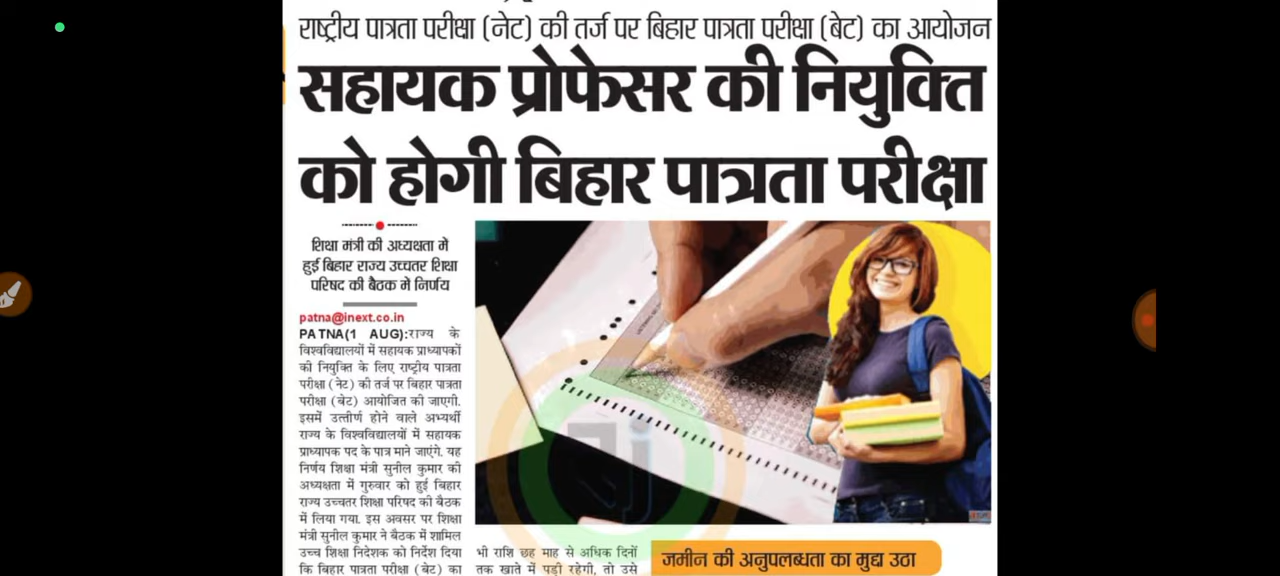 राष्ट्रीय पात्रता परीक्षा (नेट) की तर्ज पर बिहार पात्रता परीक्षा (बेट) का आयोजन
सहायक प्रोफेसर की नियुक्ति
को होगी बिहार पात्रता परीक्षा
शिक्षा मंत्री की अध्यक्षता में
हुई बिहार राज्य उच्चतर शिक्षा
परिषद की बैठक में निर्णय
patna@inext.co.in
PATNA(1 AUG):राज्य के
विश्वविद्यालयों में सहायक प्राध्यापकों
की नियुक्ति के लिए राष्ट्रीय पात्रता
परीक्षा (नेट) की तर्ज पर बिहार पात्रता
परीक्षा (बेट) आयोजित की जाएगी.
इसमें उत्तीर्ण होने वाले अभ्यर्थी
राज्य के विश्वविद्यालयों में सहायक
प्राध्यापक पद के पात्र माने जाएंगे. यह
निर्णय शिक्षा मंत्री सुनील कुमार की
अध्यक्षता में गुरुवार को हुई बिहार
राज्य उच्चतर शिक्षा परिषद की बैठक
में लिया गया. इस अवसर पर शिक्षा
मंत्री सुनील कुमार ने बैठक में शामिल
उच्च शिक्षा निदेशक को निर्देश दिया
कि बिहार पात्रता परीक्षा (बेट) का
भी राशि छह माह से अधिक दिनों
तक खाते में पड़ी रहेगी, तो उसे
जमीन की अनुपलब्धता का मुद्दा उठा